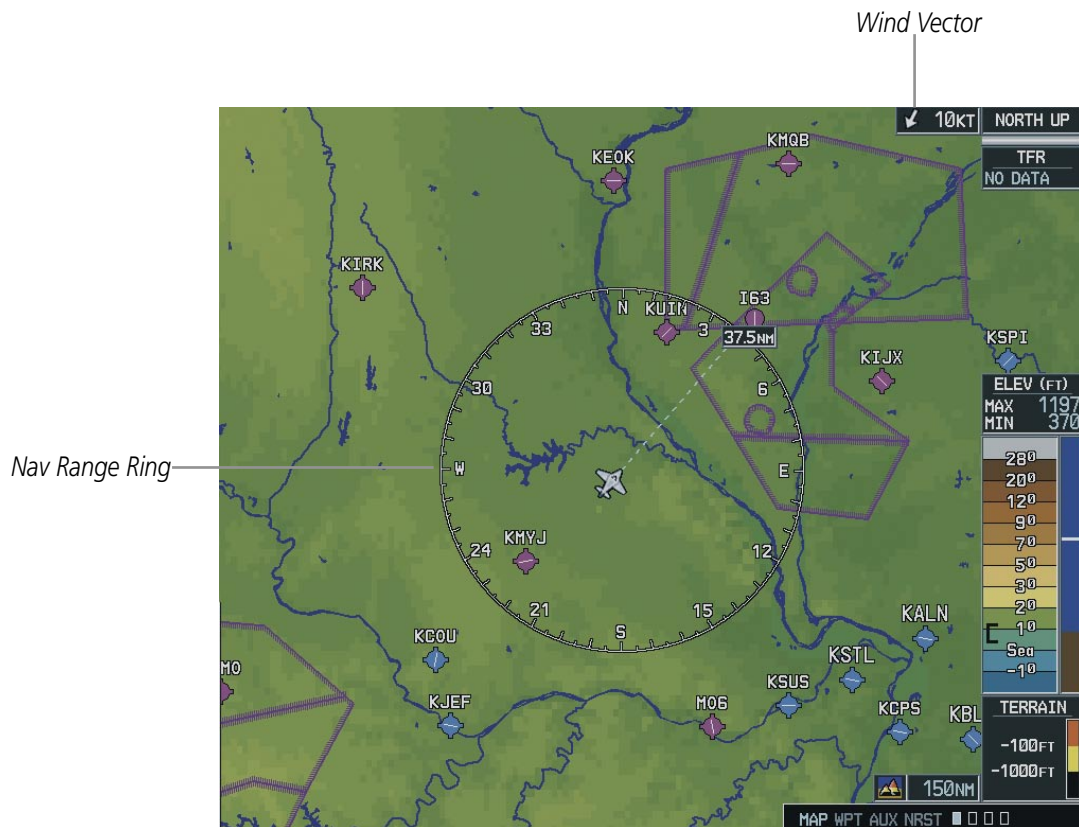 Wind Vector
10KT
NORTH UP
TFR
NO DATA
KMQB
KEOK
KIRK
I63
KUIN
N
3
33
37.5NM
KSPI
KIJX
6
30
ELEV (FT)
MAX 1197
MIN 370
Nav Range Ring
W
E
28⁰
20⁰
12⁰
9⁰
7⁰
5⁰
3⁰
2⁰
1⁰
Sea
-1⁰
KMYJ
24
12
21
15
S
KALN
KCOU
KSTL
MO
KSUS
KJEF
M06
KCPS
KBL
TERRAIN
-100FT
-1000FT
150NM
MAP WPT AUX NRST